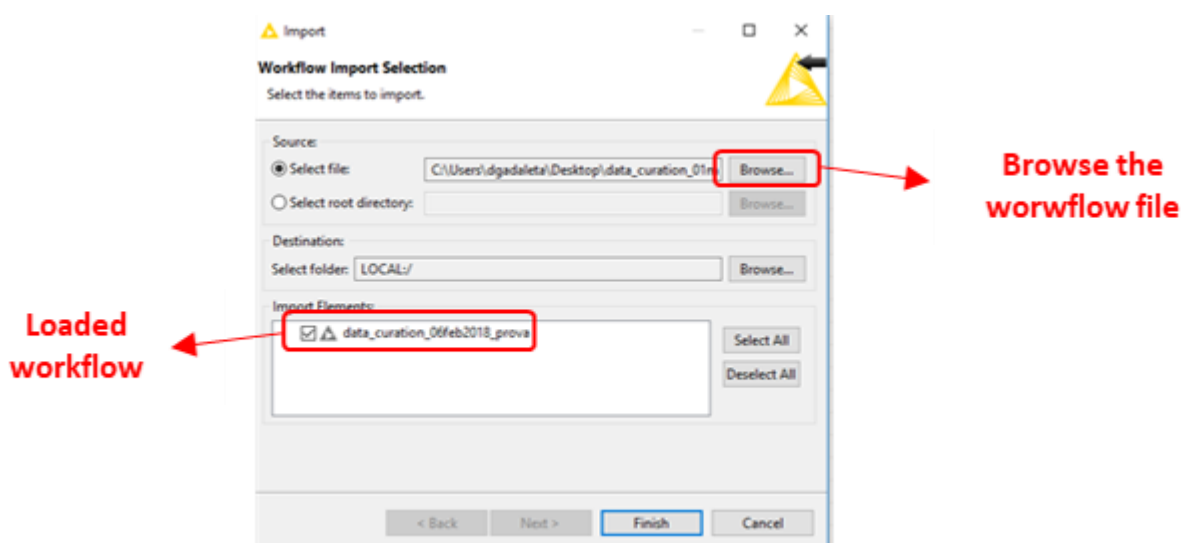 Import
Workflow Import Selection
Select the items to import.
Source:
Select file:
C:\Users\dgadaleta\Desktop\data_curation_01m
Browse...
Select root directory:
Browse...
Browse the
worwflow file
Destination:
Select folder:
LOCAL:/
Browse...
Import Elements:
data_curation_06feb2018_prova
Loaded
workflow
Select All
Deselect All
< Back
Next >
Finish
Cancel